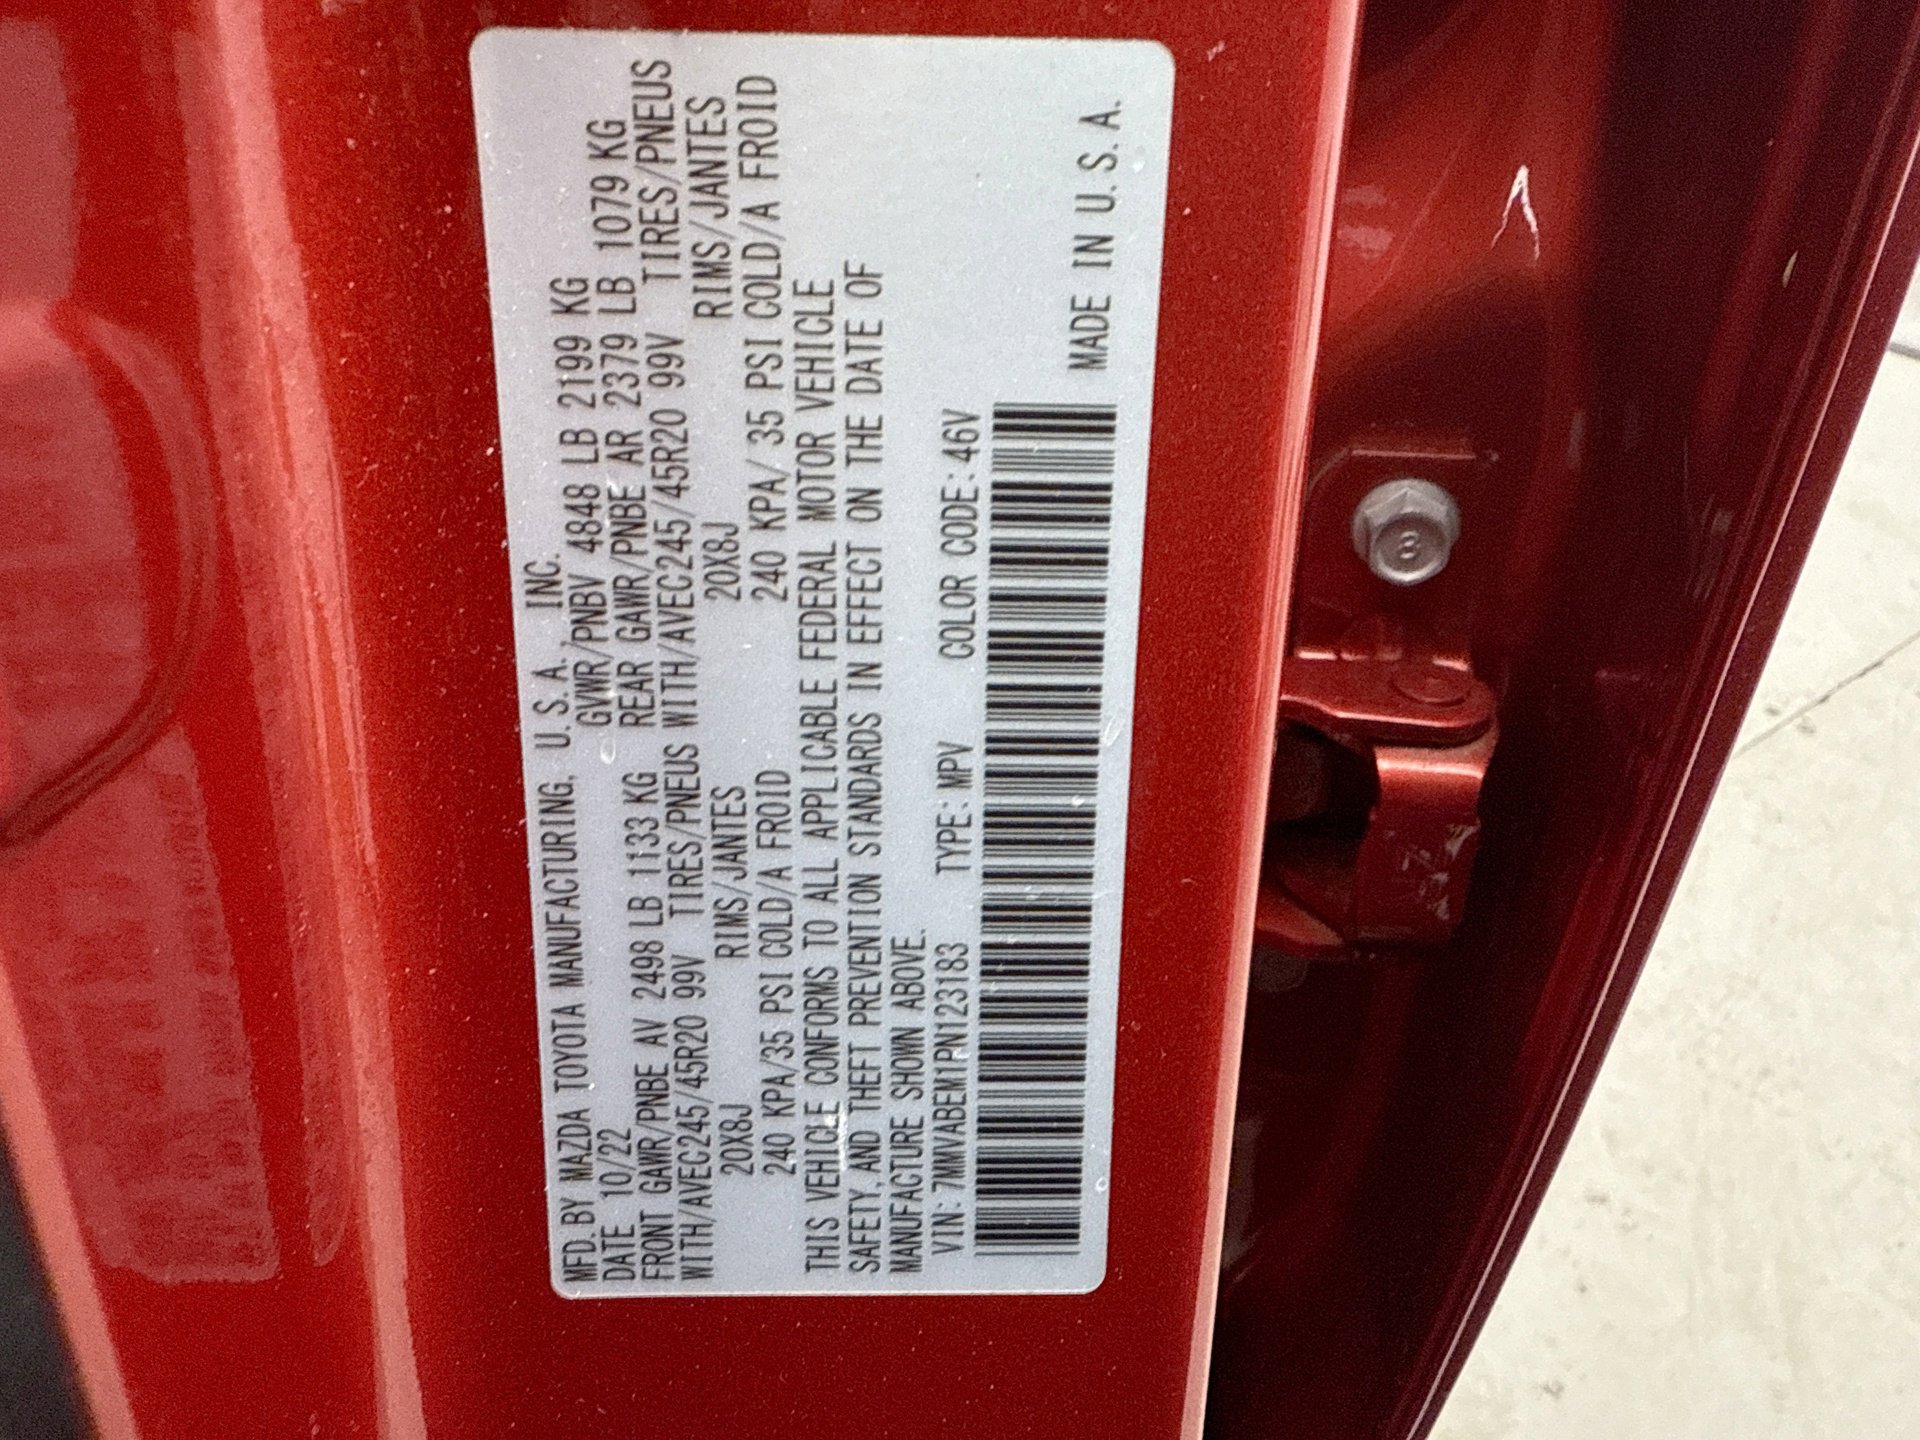 MFD. BY MAZDA TOYOTA MANUFACTURING, U. S. A., INC.
DATE 10/22 GVWR/PNBV 4848 LB 2199 KG
FRONT GAWR/PNBE AV 2498 LB 1133 KG REAR GAWR/PNBE AR 2379 LB 1079 KG
WITH/AVEC245/45R20 99V TIRES/PNEUS WITH/AVEC245/45R20 99V TIRES/PNEUS
20X8J RIMS/JANTES 20X8J RIMS/JANTES
240 KPA/35 PSI COLD/A FROID 240 KPA/ 35 PSI COLD/A FROID
THIS VEHICLE CONFORMS TO ALL APPLICABLE FEDERAL MOTOR VEHICLE
SAFETY, AND THEFT PREVENTION STANDARDS IN EFFECT ON THE DATE OF
MANUFACTURE SHOWN ABOVE.
VIN: 7MMVABEM1PN123183 TYPE: MPV COLOR CODE: 46V
MADE IN U. S. A.
8